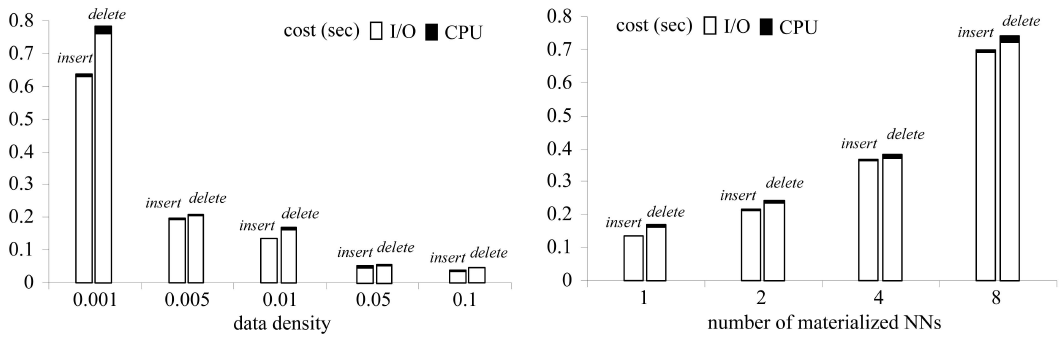 cost (sec) I/O CPU
0.8
0.7
0.6
0.5
0.4
0.3
0.2
0.1
0
insert delete
insert delete
insert delete
insert delete
insert delete
0.001 0.005 0.01 0.05 0.1
data density
cost (sec) I/O CPU
0.8
0.7
0.6
0.5
0.4
0.3
0.2
0.1
0
insert delete
insert delete
insert delete
insert delete
1 2 4 8
number of materialized NNs